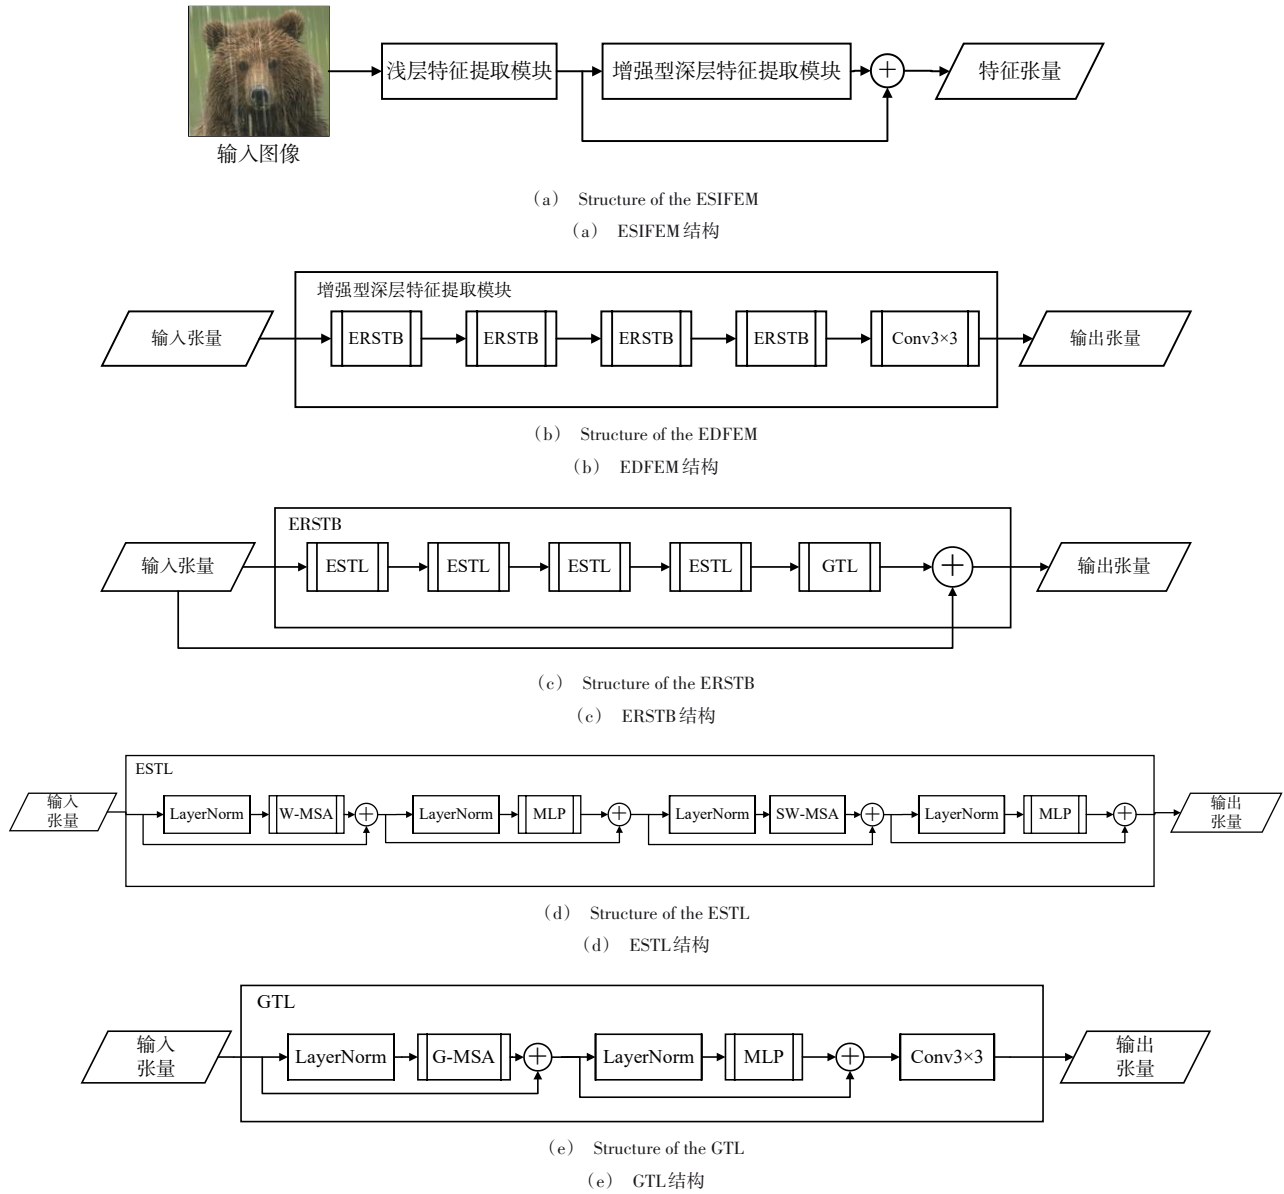 浅层特征提取模块 增强型深层特征提取模块 + 特征张量
输入图像
(a) Structure of the ESIFEM
(a) ESIFEM结构
增强型深层特征提取模块
输入张量 ERSTB ERSTB ERSTB ERSTB Conv3×3 输出张量
(b) Structure of the EDFEM
(b) EDFEM结构
ERSTB
输入张量 ESTL ESTL ESTL ESTL GTL + 输出张量
(c) Structure of the ERSTB
(c) ERSTB结构
ESTL
输入
张量
LayerNorm W-MSA + LayerNorm MLP + LayerNorm SW-MSA + LayerNorm MLP +
输出
张量
(d) Structure of the ESTL
(d) ESTL结构
GTL
输入
张量
LayerNorm G-MSA + LayerNorm MLP + Conv3×3
输出
张量
(e) Structure of the GTL
(e) GTL结构